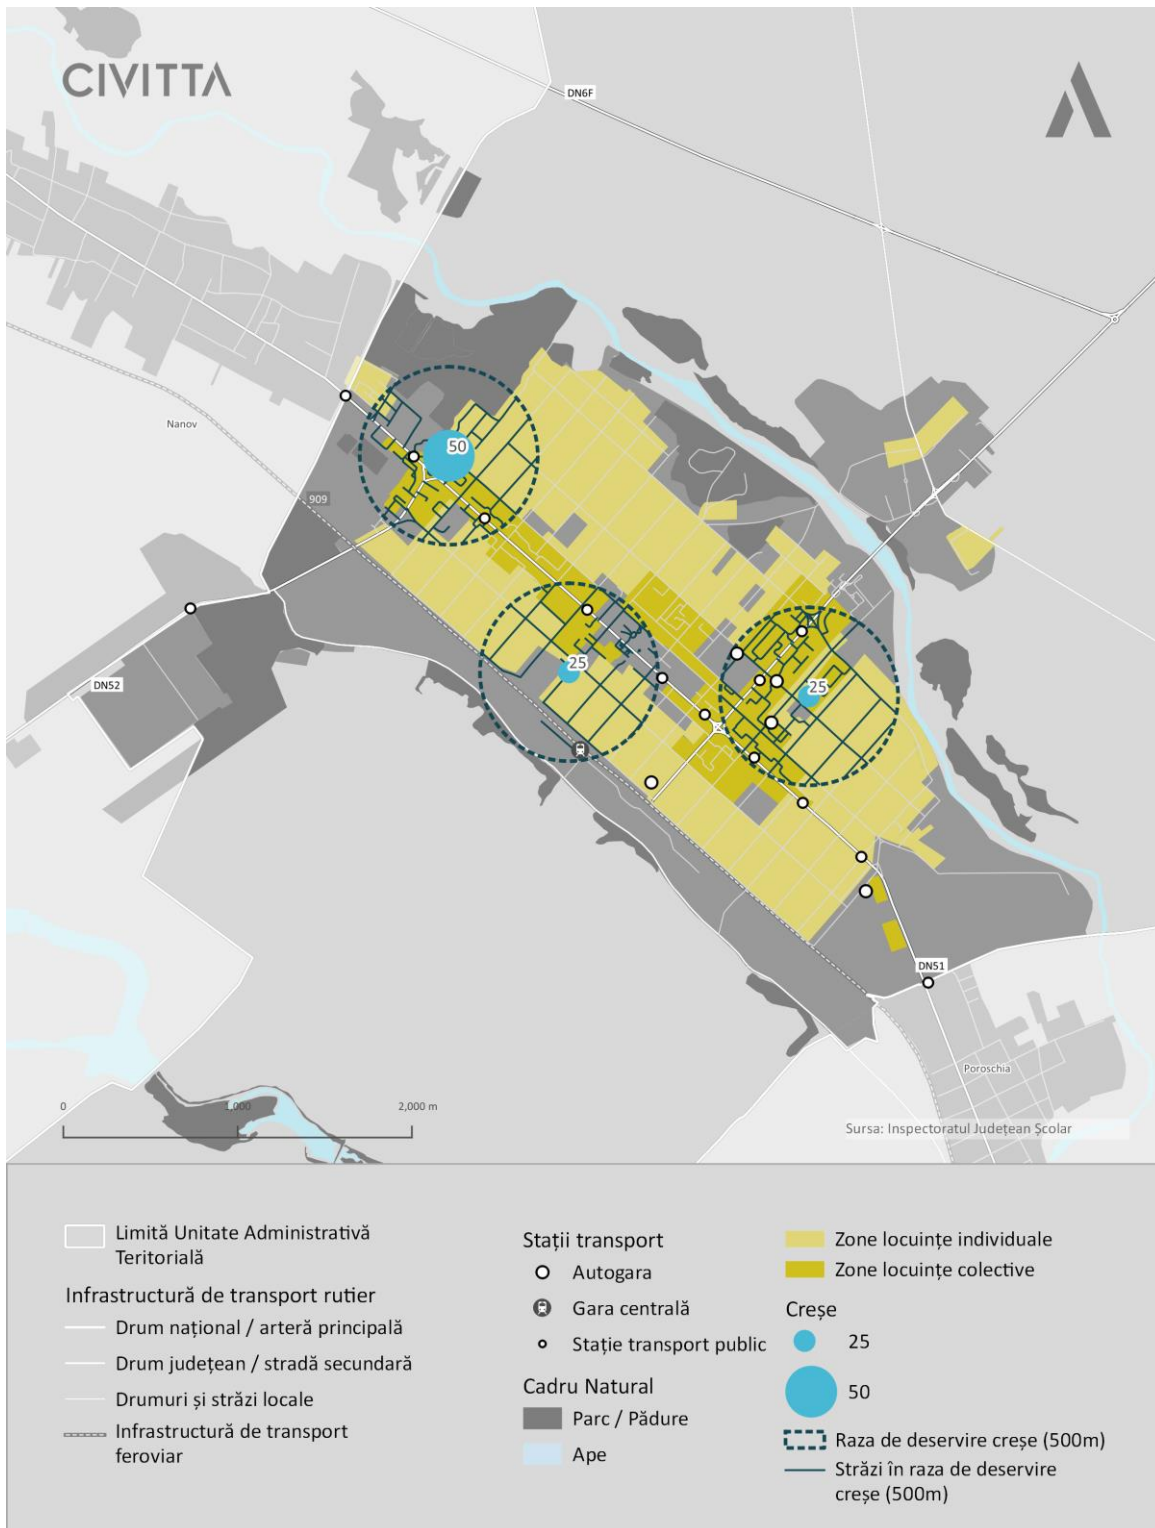 CIVITTA
DN6F
50
Nanov
909
25
25
DN52
DN51
Poroschia
0
1,000
2,000 m
Sursa: Inspectoratul Județean Școlar
Limită Unitate Administrativă
Teritorială
Infrastructură de transport rutier
Drum național / arteră principală
Drum județean / stradă secundară
Drumuri și străzi locale
Infrastructură de transport
feroviar
Stații transport
Autogara
Gara centrală
Stație transport public
Cadru Natural
Parc / Pădure
Ape
Zone locuințe individuale
Zone locuințe colective
Creșe
25
50
Raza de deservire creșe (500m)
Străzi în raza de deservire
creșe (500m)